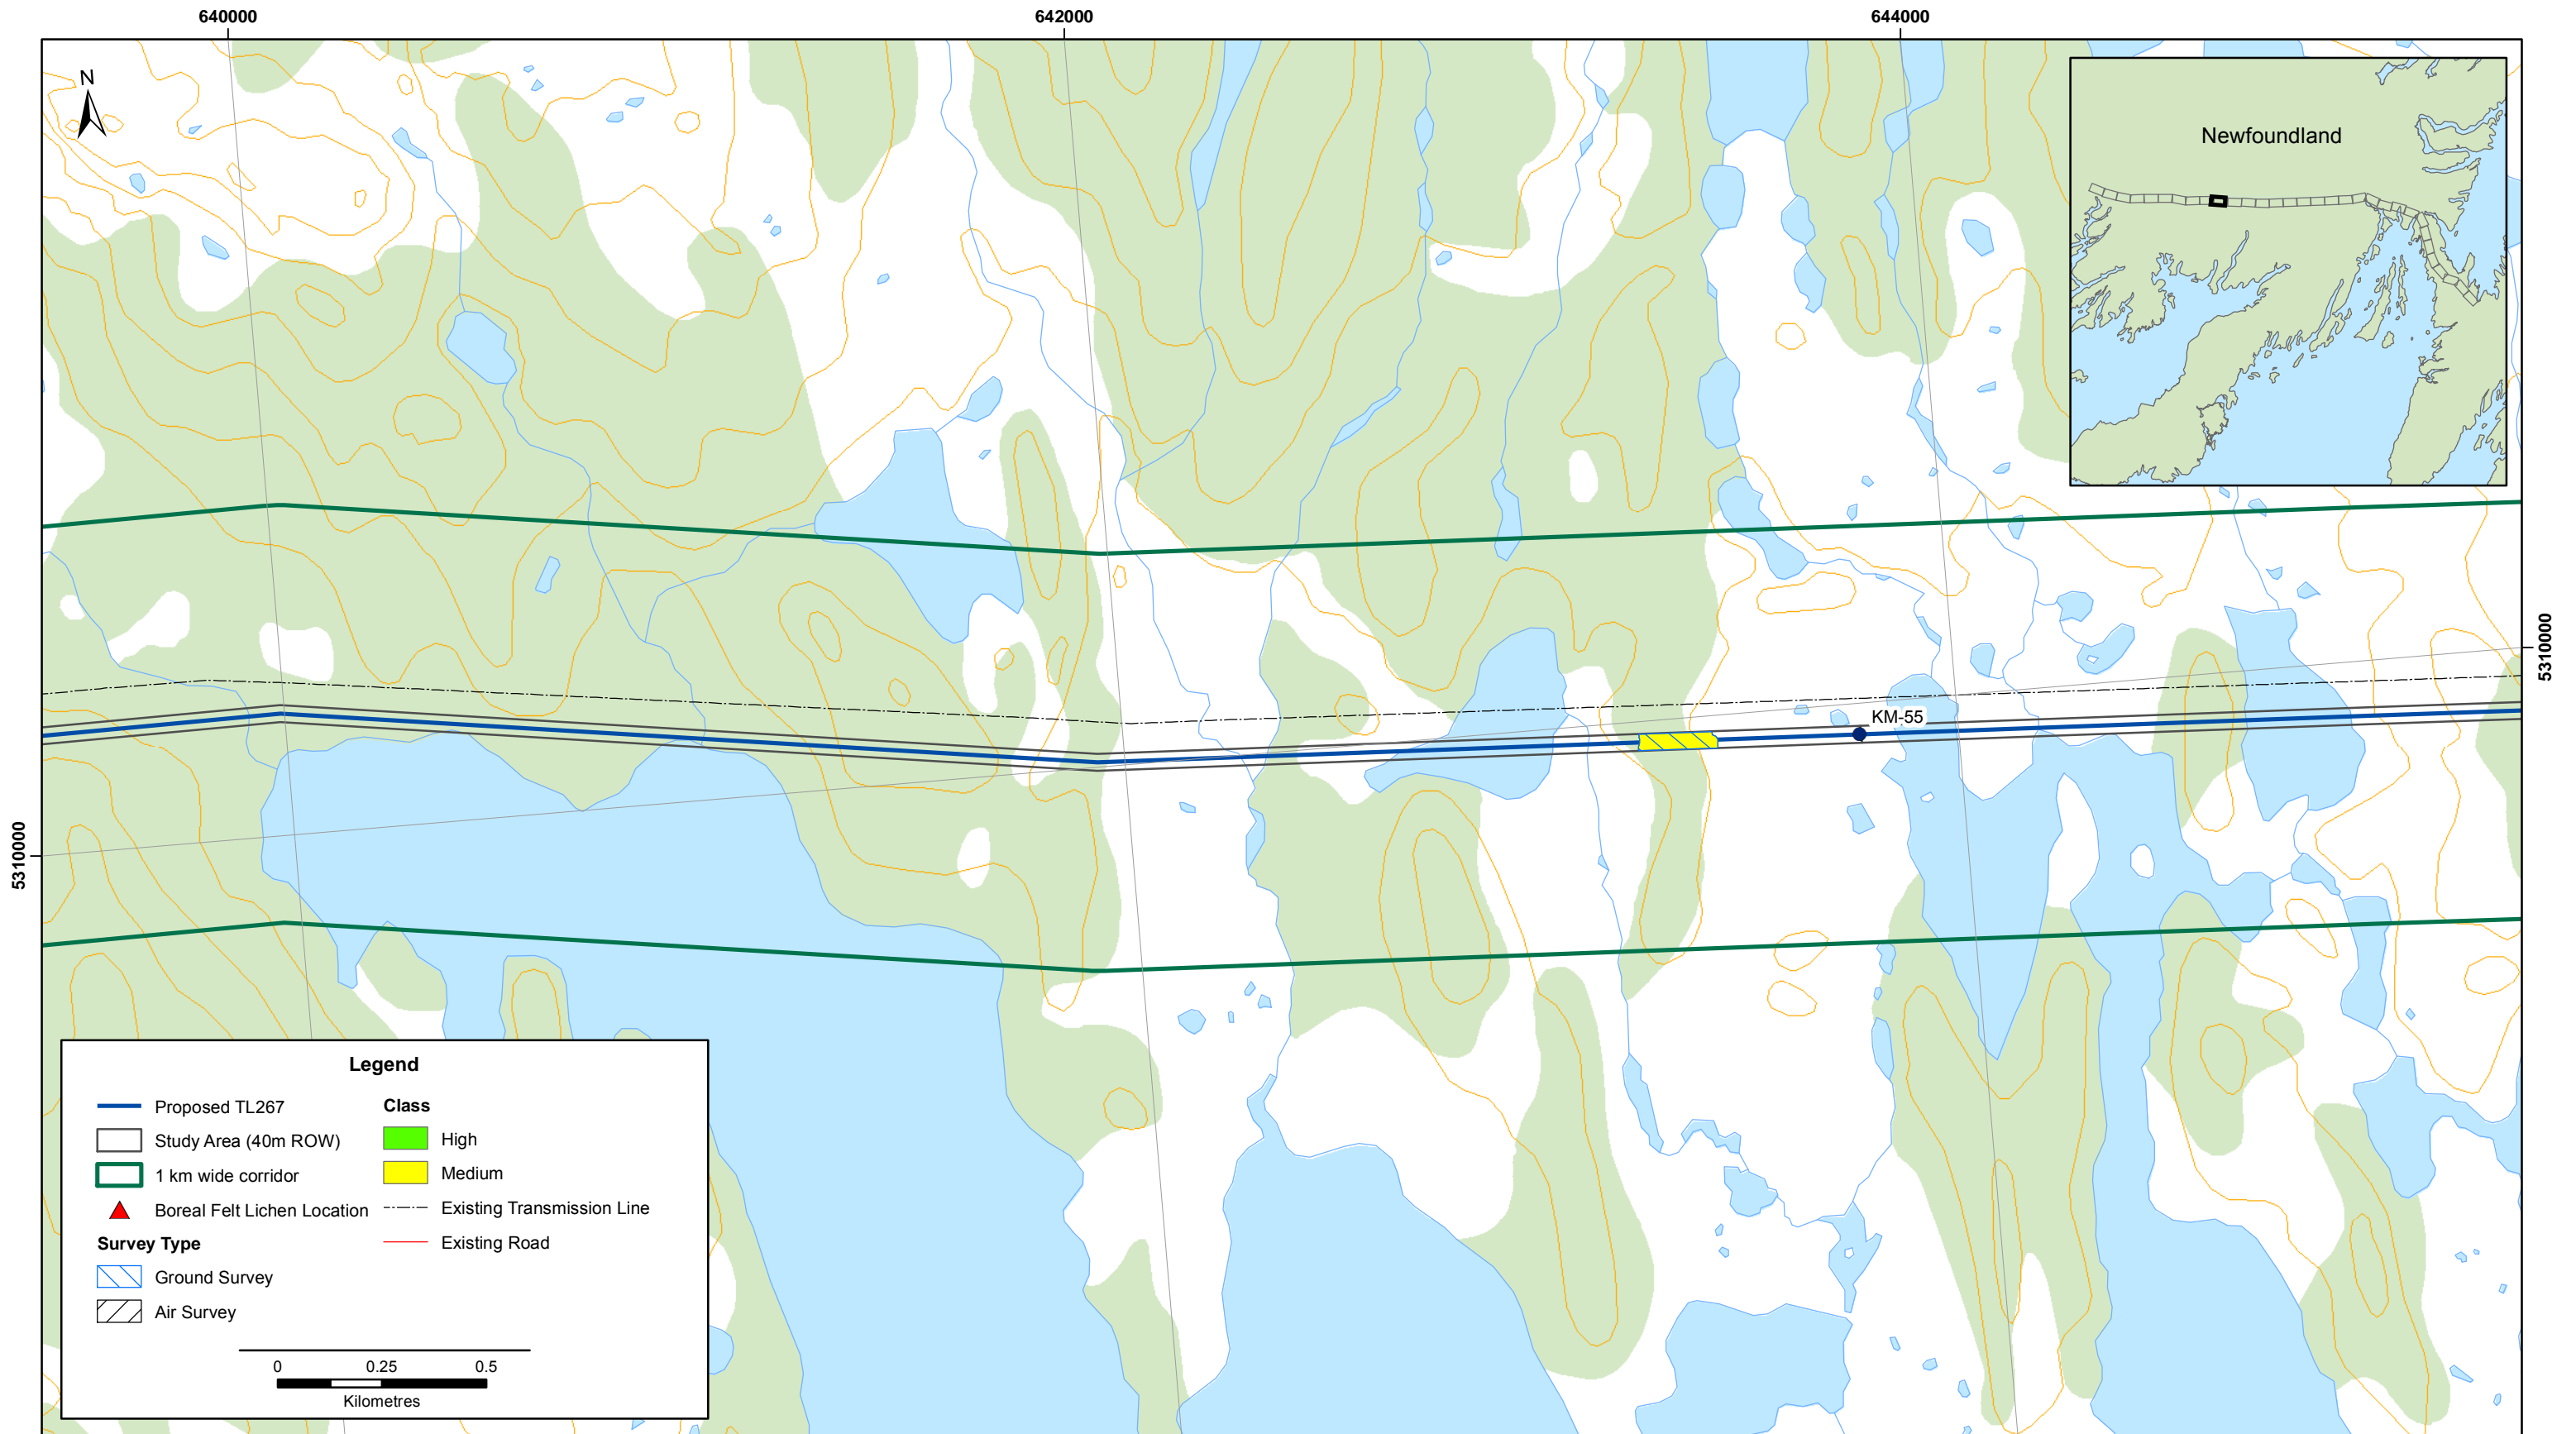 640000
642000
644000
N
Newfoundland
5310000
KM-55
5310000
Legend
Proposed TL267
Study Area (40m ROW)
1 km wide corridor
Boreal Felt Lichen Location
Survey Type
Ground Survey
Air Survey
Class
High
Medium
Existing Transmission Line
Existing Road
0 0.25 0.5
Kilometres